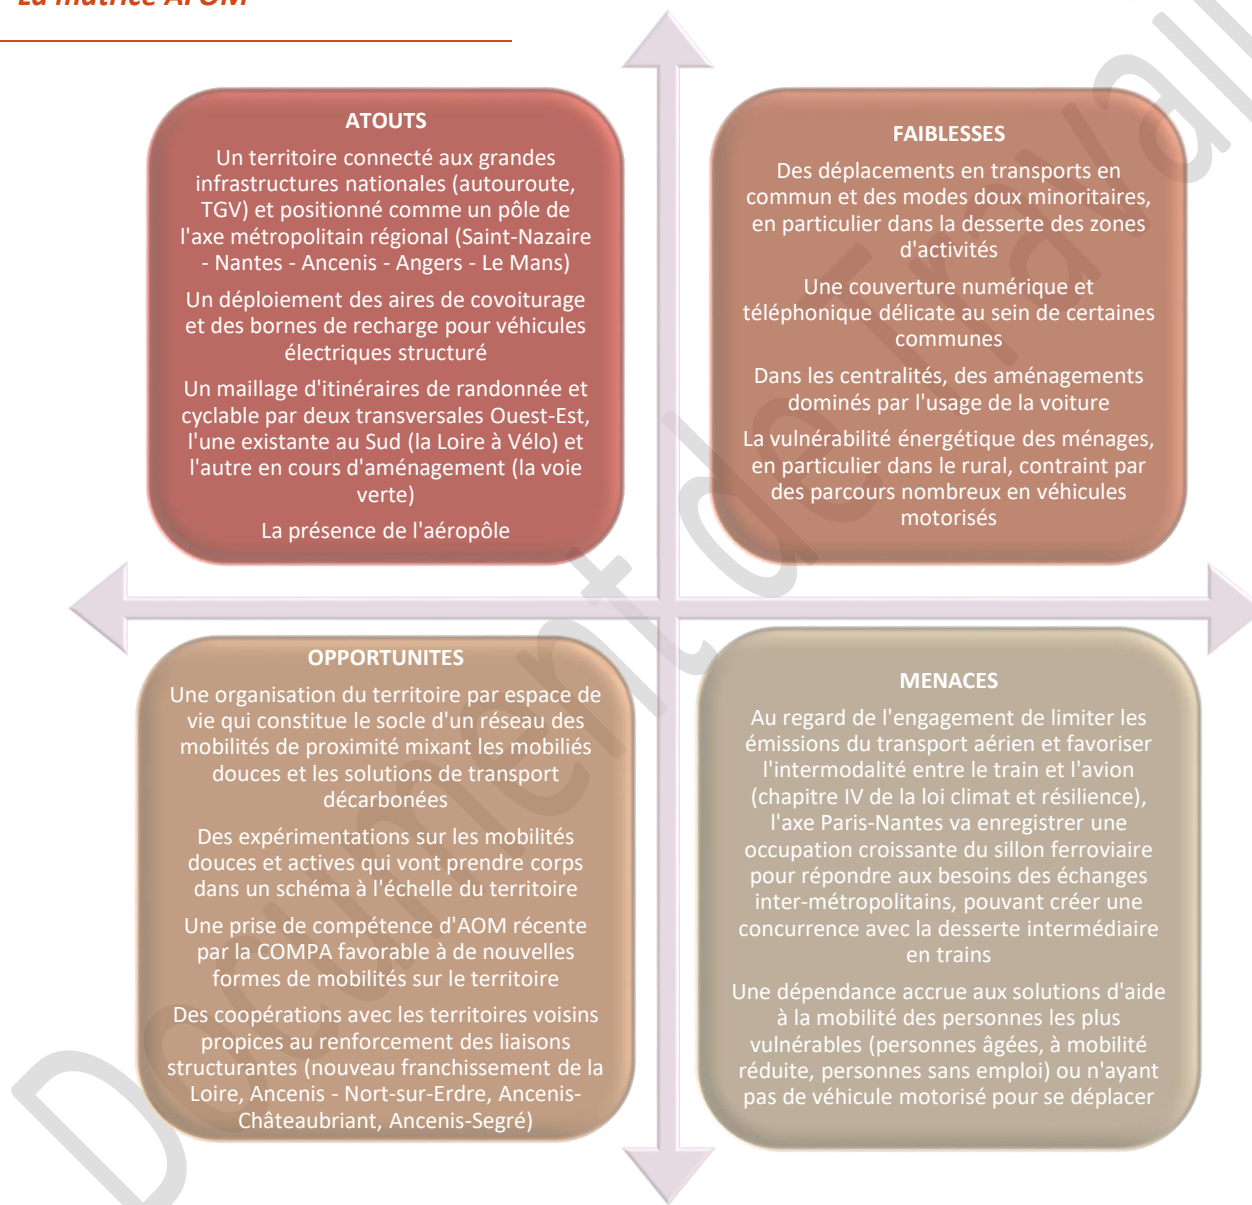 La matrice AFOM
ATOUTS
Un territoire connecté aux grandes
infrastructures nationales (autouroute,
TGV) et positionné comme un pôle de
l'axe métropolitain régional (Saint-Nazaire
- Nantes - Ancenis - Angers - Le Mans)
Un déploiement des aires de covoiturage
et des bornes de recharge pour véhicules
électriques structuré
Un maillage d'itinéraires de randonnée et
cyclable par deux transversales Ouest-Est,
l'une existante au Sud (la Loire à Vélo) et
l'autre en cours d'aménagement (la voie
verte)
La présence de l'aéropôle
FAIBLESSES
Des déplacements en transports en
commun et des modes doux minoritaires,
en particulier dans la desserte des zones
d'activités
Une couverture numérique et
téléphonique délicate au sein de certaines
communes
Dans les centralités, des aménagements
dominés par l'usage de la voiture
La vulnérabilité énergétique des ménages,
en particulier dans le rural, contraint par
des parcours nombreux en véhicules
motorisés
OPPORTUNITES
Une organisation du territoire par espace de
vie qui constitue le socle d'un réseau des
mobilités de proximité mixant les mobiliés
douces et les solutions de transport
décarbonées
Des expérimentations sur les mobilités
douces et actives qui vont prendre corps
dans un schéma à l'échelle du territoire
Une prise de compétence d'AOM récente
par la COMPA favorable à de nouvelles
formes de mobilités sur le territoire
Des coopérations avec les territoires voisins
propices au renforcement des liaisons
structurantes (nouveau franchissement de la
Loire, Ancenis - Nort-sur-Erdre, Ancenis-
Châteaubriant, Ancenis-Segré)
MENACES
Au regard de l'engagement de limiter les
émissions du transport aérien et favoriser
l'intermodalité entre le train et l'avion
(chapitre IV de la loi climat et résilience),
l'axe Paris-Nantes va enregistrer une
occupation croissante du sillon ferroviaire
pour répondre aux besoins des échanges
inter-métropolitains, pouvant créer une
concurrence avec la desserte intermédiaire
en trains
Une dépendance accrue aux solutions d'aide
à la mobilité des personnes les plus
vulnérables (personnes âgées, à mobilité
réduite, personnes sans emploi) ou n'ayant
pas de véhicule motorisé pour se déplacer
Document de Travail